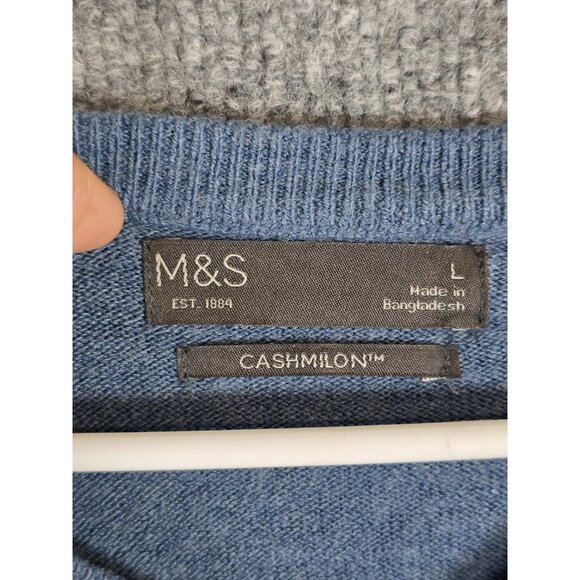 M&S
EST. 1884
L
Made in
Bangladesh
CASHMILON™